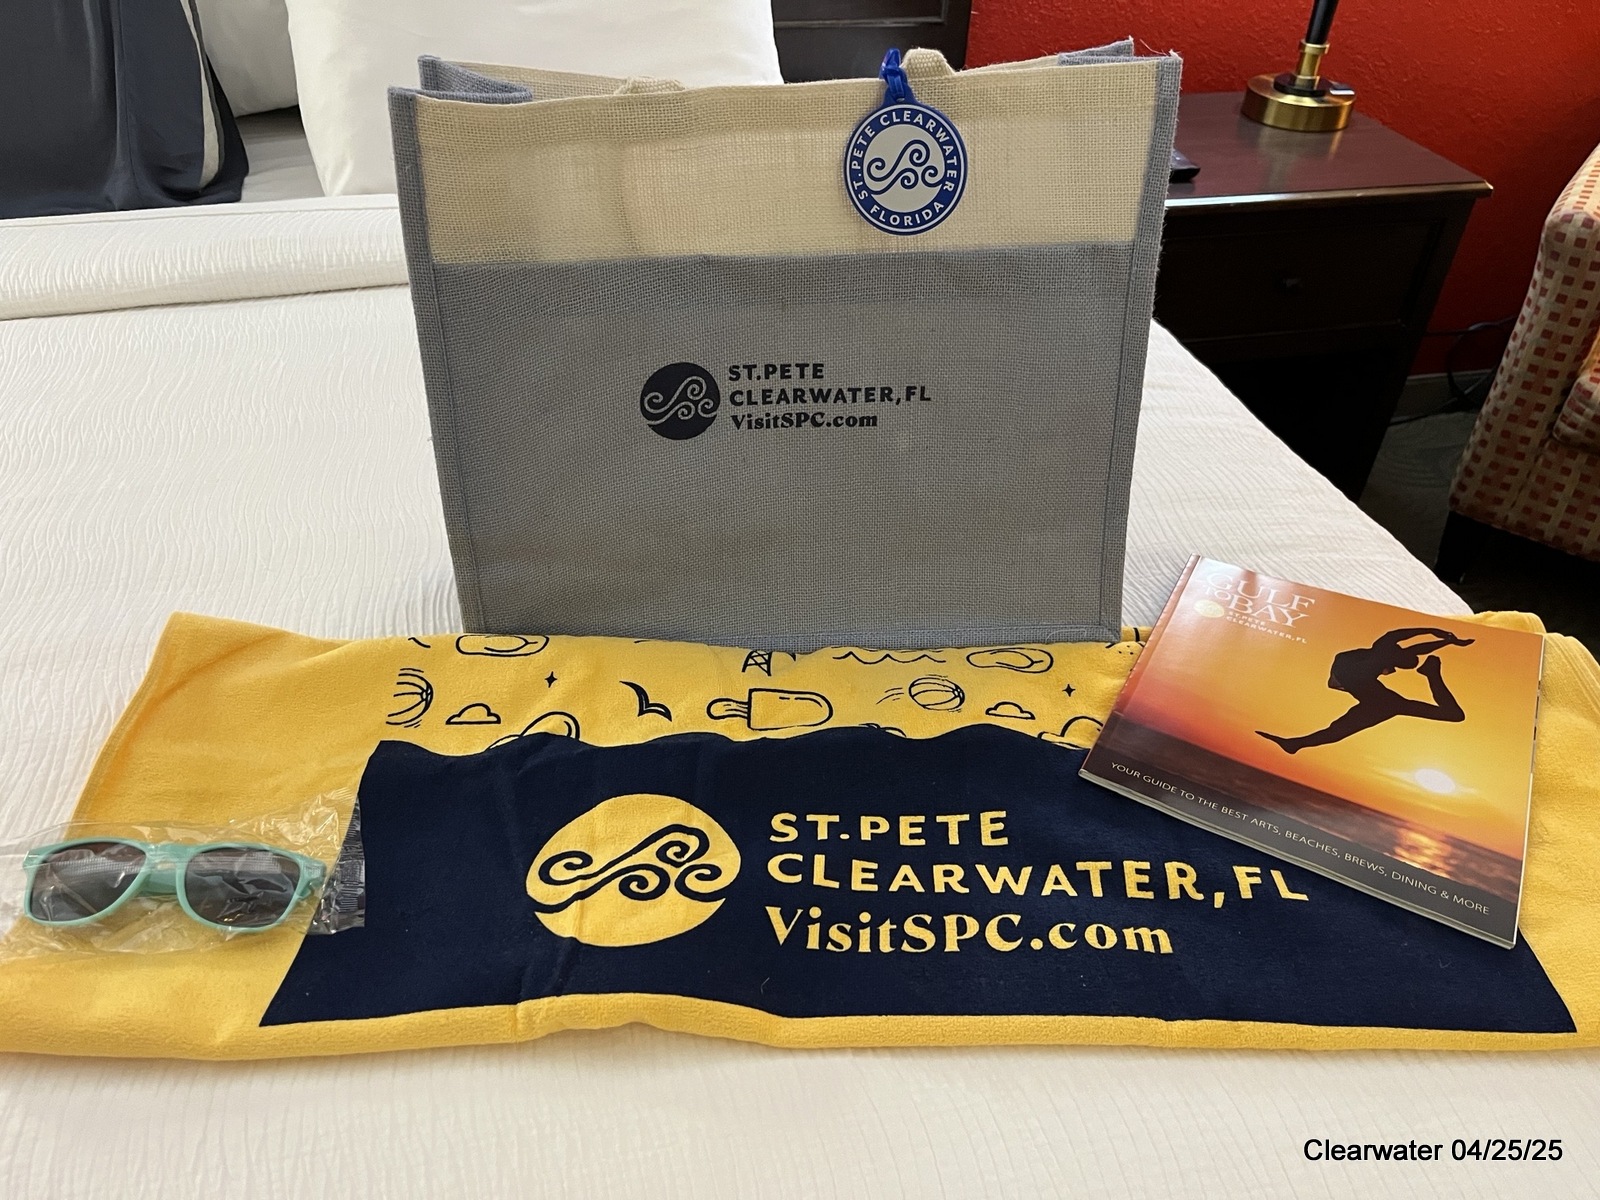 ST.PETE CLEARWATER
FLORIDA
ST.PETE
CLEARWATER,FL
VisitSPC.com
GULF
TO BAY
ST.PETE
CLEARWATER,FL
YOUR GUIDE TO THE BEST ARTS, BEACHES, BREWS, DINING & MORE
ST.PETE
CLEARWATER,FL
VisitSPC.com
Clearwater 04/25/25